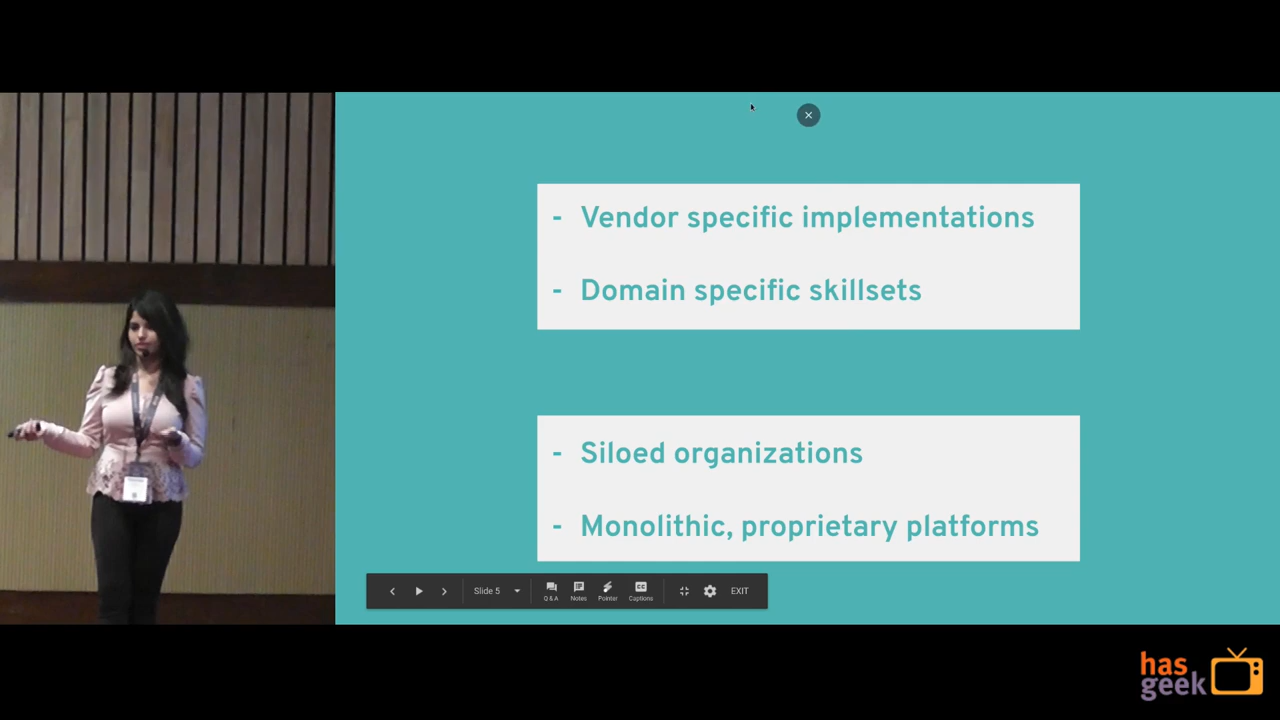 - Vendor specific implementations
- Domain specific skillsets
- Siloed organizations
- Monolithic, proprietary platforms
Slide 5
Q & A
Notes
Pointer
Captions
EXIT
has
geek